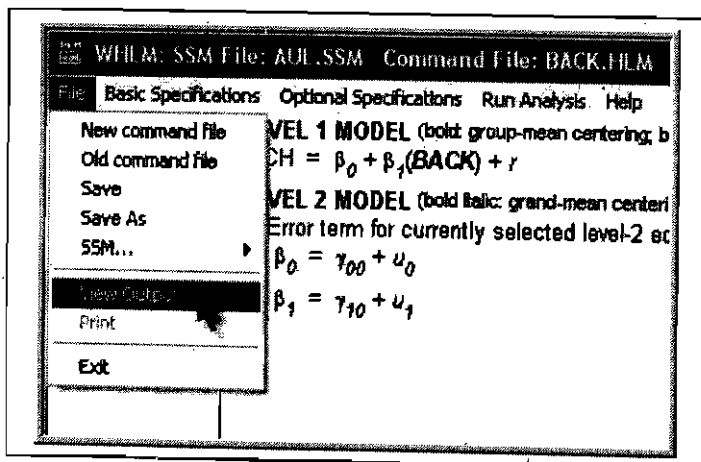 WHLM: SSM File: AUL.SSM Command File: BACK.HLM
File Basic Specifications Optional Specifications Run Analysis Help
New command file
Old command file
Save
Save As
SSM...
View Output
Print
Exit
VEL 1 MODEL (bold: group-mean centering; b
CH = β₀ + β₁(BACK) + r
VEL 2 MODEL (bold italic: grand-mean centeri
Error term for currently selected level-2 eq
β₀ = γ₀₀ + u₀
β₁ = γ₁₀ + u₁